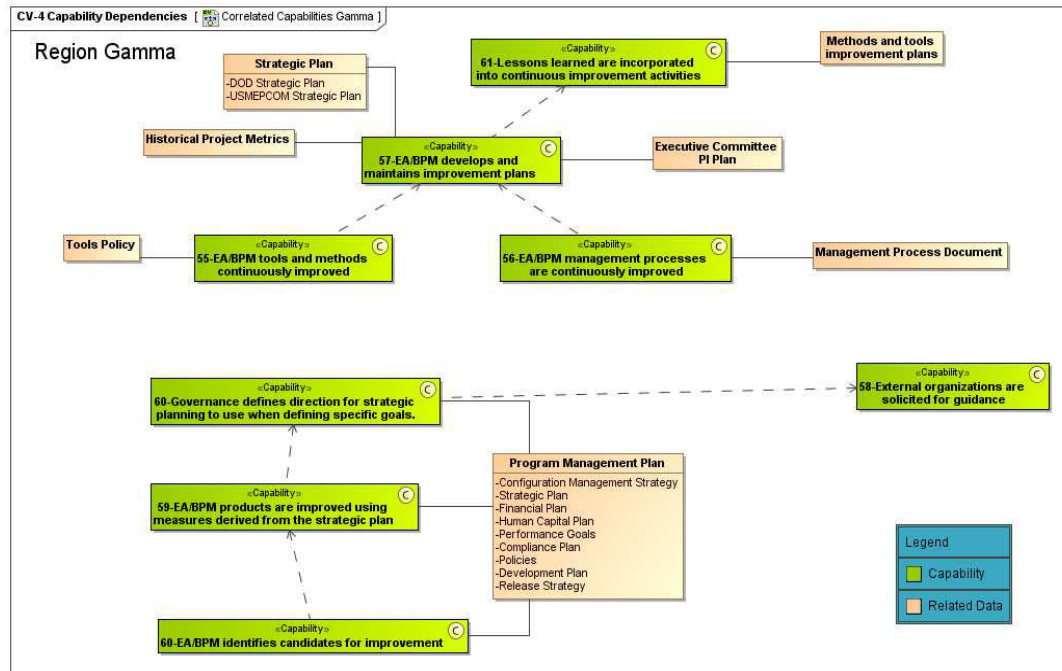 CV-4 Capability Dependencies [ Correlated Capabilities Gamma ]
Region Gamma
Strategic Plan
-DOD Strategic Plan
-USMEPCOM Strategic Plan
«Capability»
C
61-Lessons learned are incorporated
into continuous improvement activities
Methods and tools
improvement plans
Historical Project Metrics
«Capability»
C
57-EA/BPM develops and
maintains improvement plans
Executive Committee
PI Plan
Tools Policy
«Capability»
C
55-EA/BPM tools and methods
continuously improved
«Capability»
C
56-EA/BPM management processes
are continuously improved
Management Process Document
«Capability»
C
60-Governance defines direction for strategic
planning to use when defining specific goals.
«Capability»
C
58-External organizations are
solicited for guidance
«Capability»
C
59-EA/BPM products are improved using
measures derived from the strategic plan
Program Management Plan
-Configuration Management Strategy
-Strategic Plan
-Financial Plan
-Human Capital Plan
-Performance Goals
-Compliance Plan
-Policies
-Development Plan
-Release Strategy
«Capability»
C
60-EA/BPM identifies candidates for improvement
Legend
Capability
Related Data